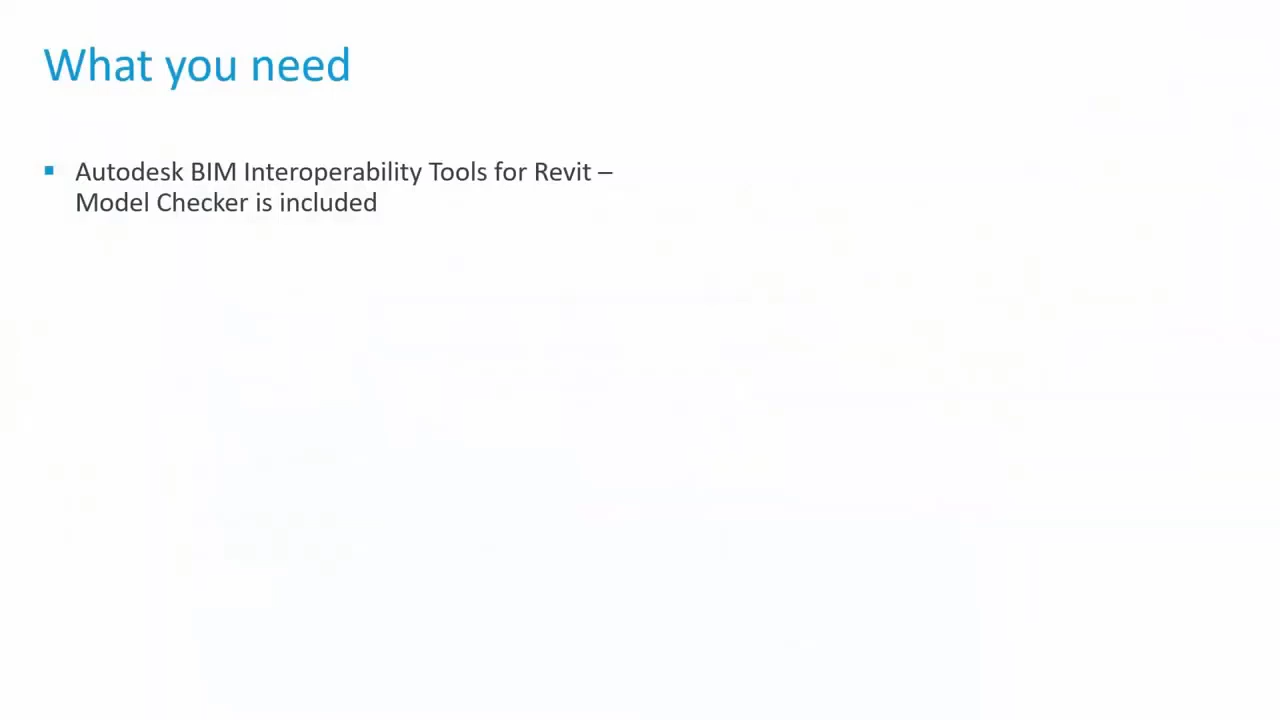 What you need
Autodesk BIM Interoperability Tools for Revit –
Model Checker is included